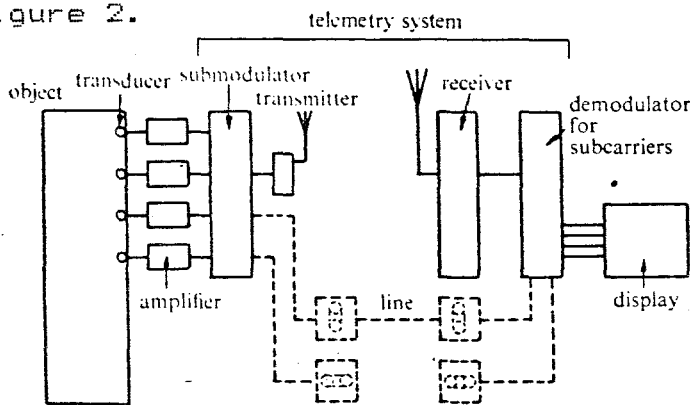 gure 2.
telemetry system
transducer
submodulator
object
transmitter
receiver
demodulator
for
subcarriers
amplifier
line
display